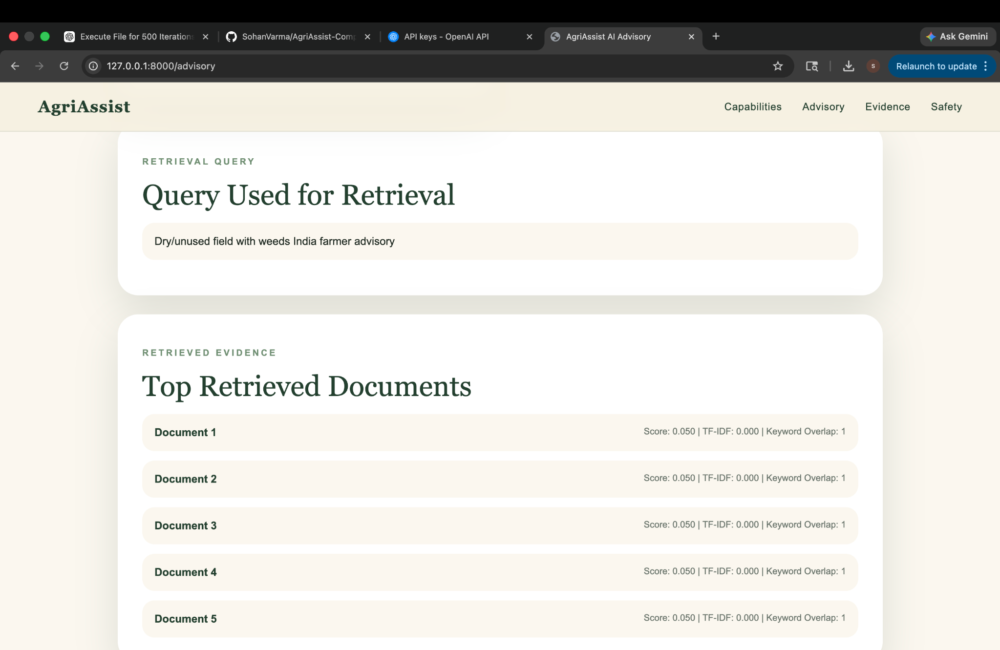 Execute File for 500 Iterations
SohanVarma/AgriAssist-Comp
API keys - OpenAI API
AgriAssist AI Advisory
Ask Gemini
127.0.0.1:8000/advisory
s
Relaunch to update
AgriAssist
Capabilities
Advisory
Evidence
Safety
RETRIEVAL QUERY
Query Used for Retrieval
Dry/unused field with weeds India farmer advisory
RETRIEVED EVIDENCE
Top Retrieved Documents
Document 1
Score: 0.050 | TF-IDF: 0.000 | Keyword Overlap: 1
Document 2
Score: 0.050 | TF-IDF: 0.000 | Keyword Overlap: 1
Document 3
Score: 0.050 | TF-IDF: 0.000 | Keyword Overlap: 1
Document 4
Score: 0.050 | TF-IDF: 0.000 | Keyword Overlap: 1
Document 5
Score: 0.050 | TF-IDF: 0.000 | Keyword Overlap: 1